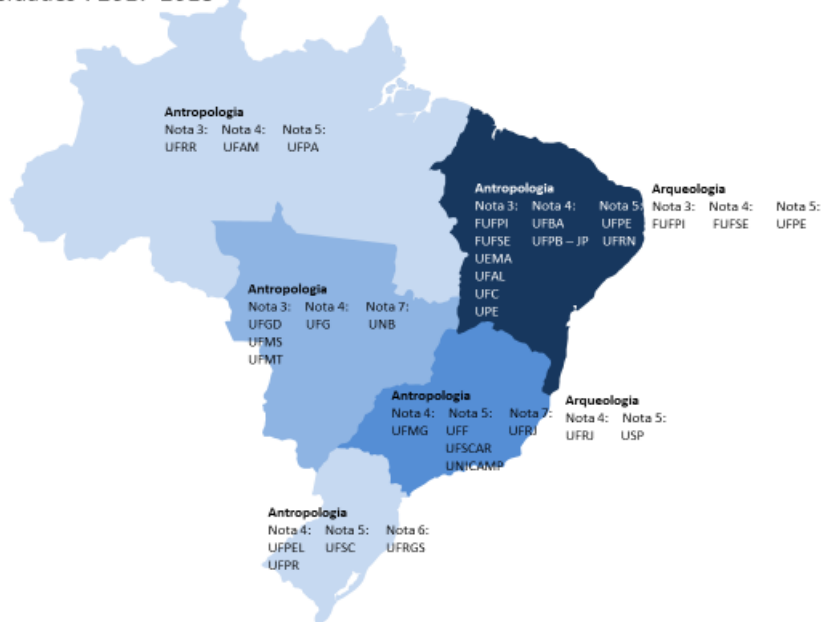 Antropologia
Nota 3: Nota 4: Nota 5:
UFRR UFAM UFPA
Antropologia
Nota 3: Nota 4: Nota 5:
FUFPI UFBA UFPE
FUFSE UFPB – JP UFRN
UEMA
UFAL
UFC
UPE
Arqueologia
Nota 3: Nota 4: Nota 5:
FUFPI FUFSE UFPE
Antropologia
Nota 3: Nota 4: Nota 7:
UFGD UFG UNB
UFMS
UFMT
Antropologia
Nota 4: Nota 5: Nota 7:
UFMG UFF UFRJ
UFSCAR
UNICAMP
Arqueologia
Nota 4: Nota 5:
UFRJ USP
Antropologia
Nota 4: Nota 5: Nota 6:
UFPEL UFSC UFRGS
UFPR